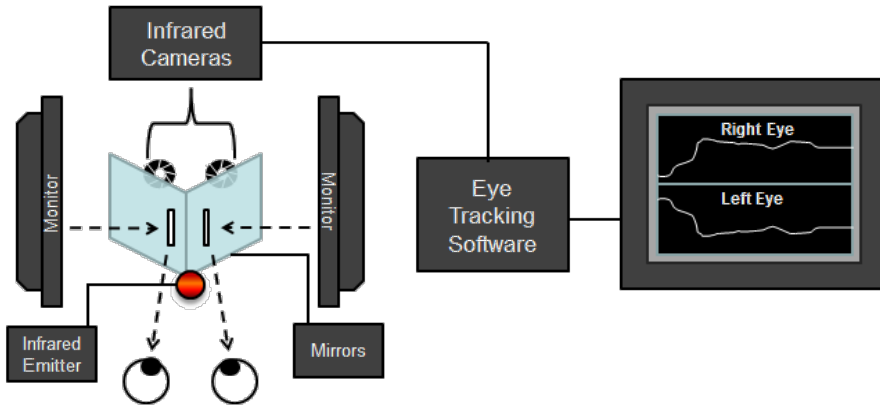 Infrared
Cameras
Monitor
Monitor
Right Eye
Left Eye
Eye
Tracking
Software
Infrared
Emitter
Mirrors